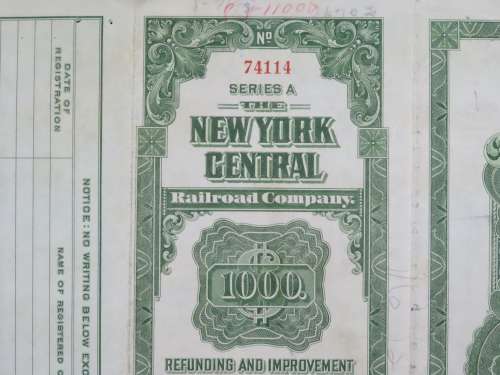 DATE OF
REGISTRATION
NOTICE: NO WRITING BELOW EXC
NAME OF REGISTERED O
No
74114
SERIES A
THE
NEW YORK
CENTRAL
Railroad Company.
1000.
REFUNDING AND IMPROVEMENT